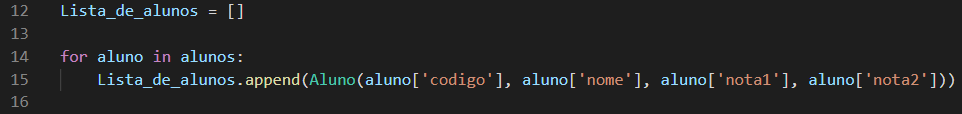 12 Lista_de_alunos = []
13
14 for aluno in alunos:
15 Lista_de_alunos.append(Aluno(aluno['codigo'], aluno['nome'], aluno['nota1'], aluno['nota2']))
16